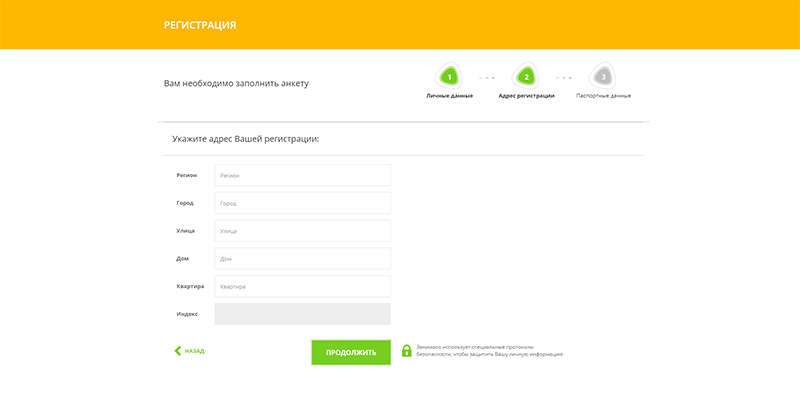 РЕГИСТРАЦИЯ
Вам необходимо заполнить анкету
1
2
3
Личные данные
Адрес регистрации
Паспортные данные
Укажите адрес Вашей регистрации:
Регион Регион
Город Город
Улица Улица
Дом Дом
Квартира Квартира
Индекс
НАЗАД
ПРОДОЛЖИТЬ
Занимало использует специальные протоколы
безопасности, чтобы защитить Вашу личную информацию